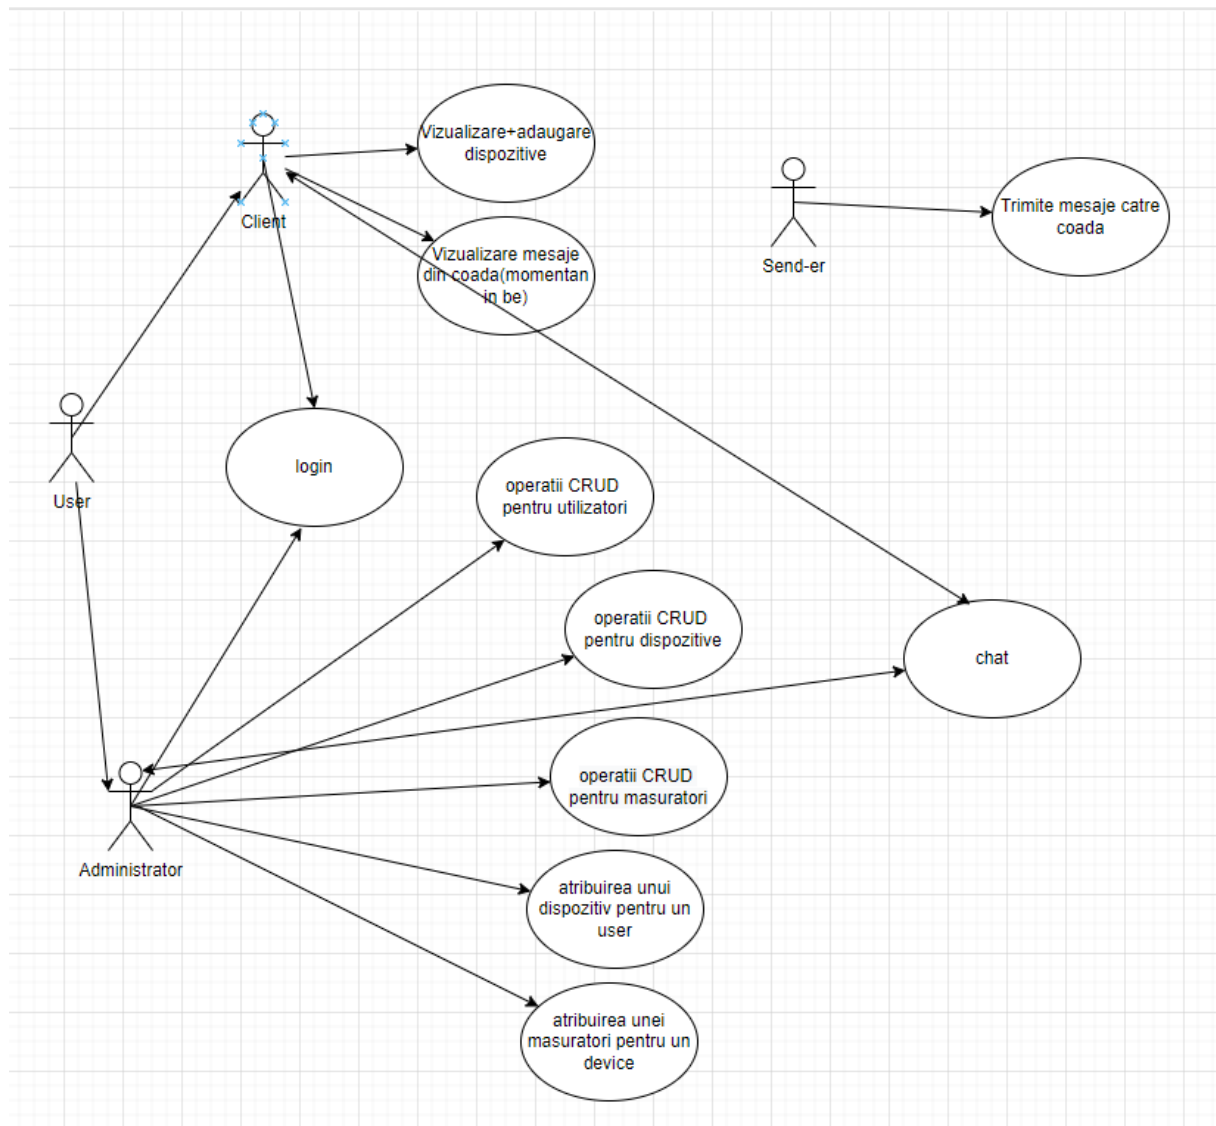 Vizualizare+adaugare
dispozitive
Client
Trimite mesaje catre
coada
Send-er
Vizualizare mesaje
din coada(momentan
in be)
User
login
operatii CRUD
pentru utilizatori
operatii CRUD
pentru dispozitive
chat
operatii CRUD
pentru masuratori
Administrator
atribuirea unui
dispozitiv pentru un
user
atribuirea unei
masuratori pentru un
device